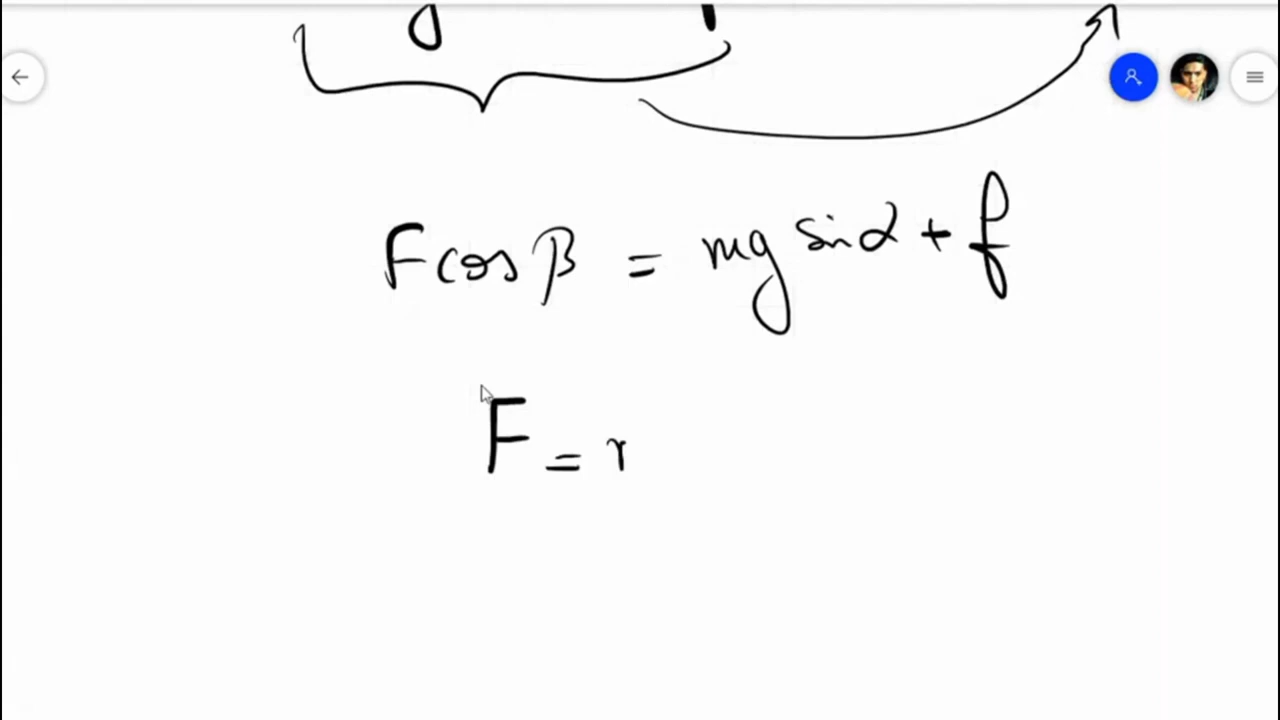 F cos β = mg sin α + f
F =